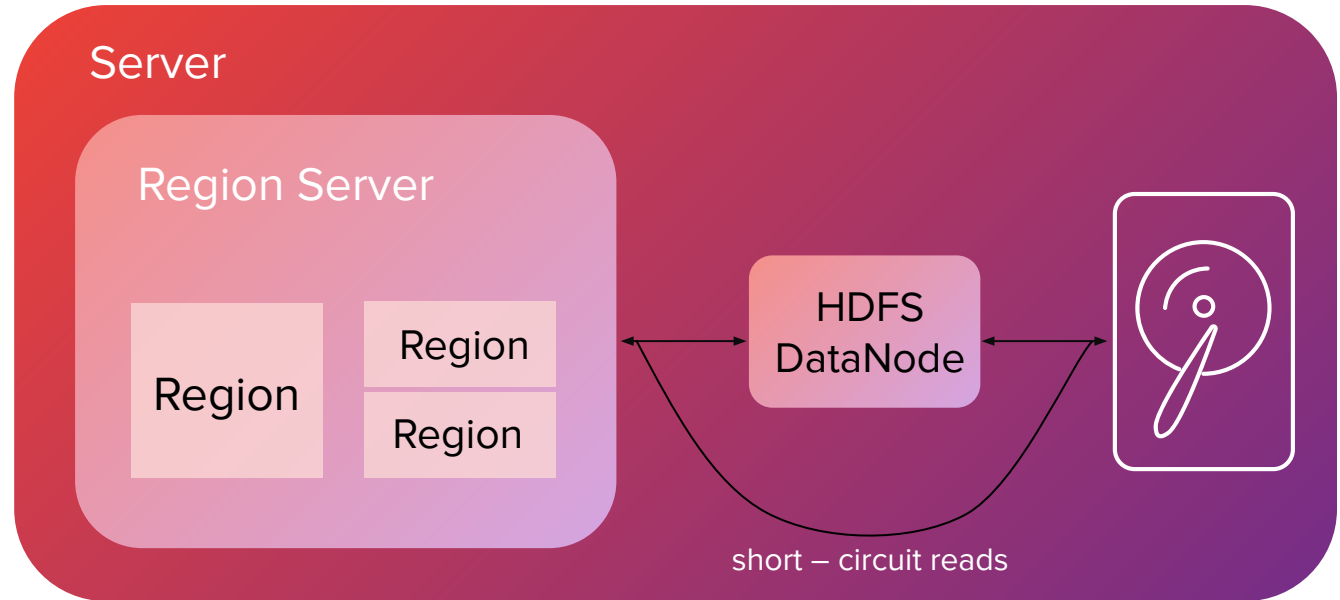 Server
Region Server
Region
Region
Region
HDFS
DataNode
short – circuit reads